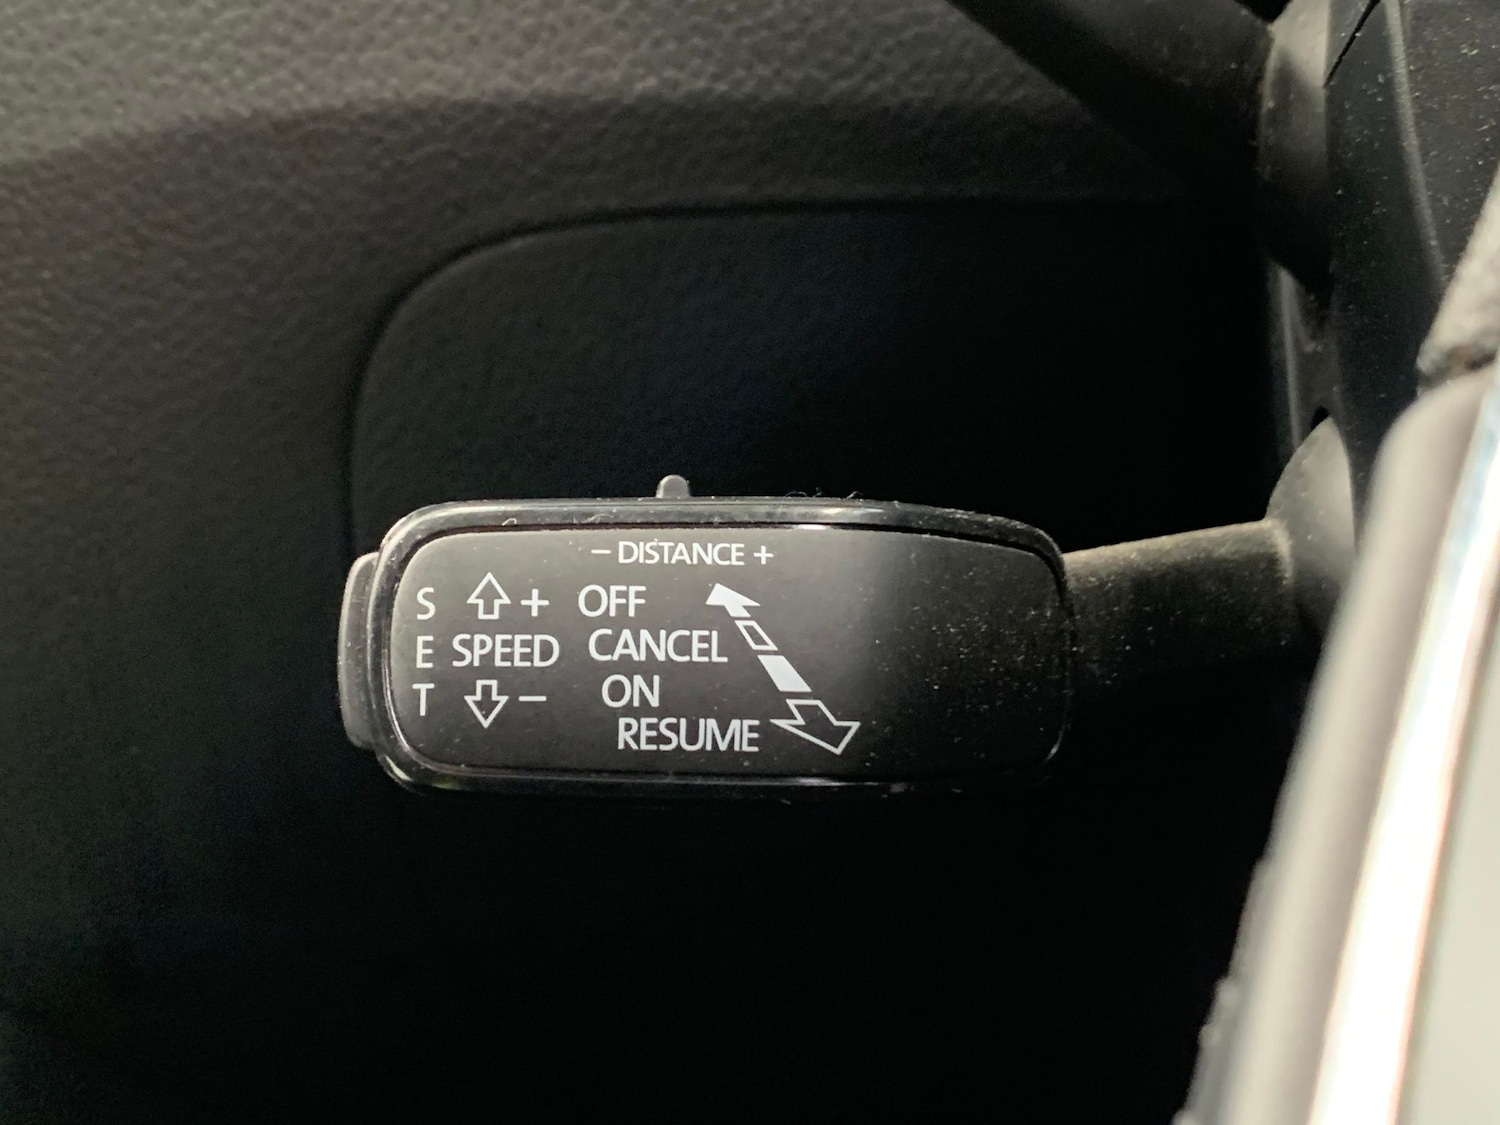 – DISTANCE +
S + OFF
E SPEED CANCEL
T – ON
RESUME